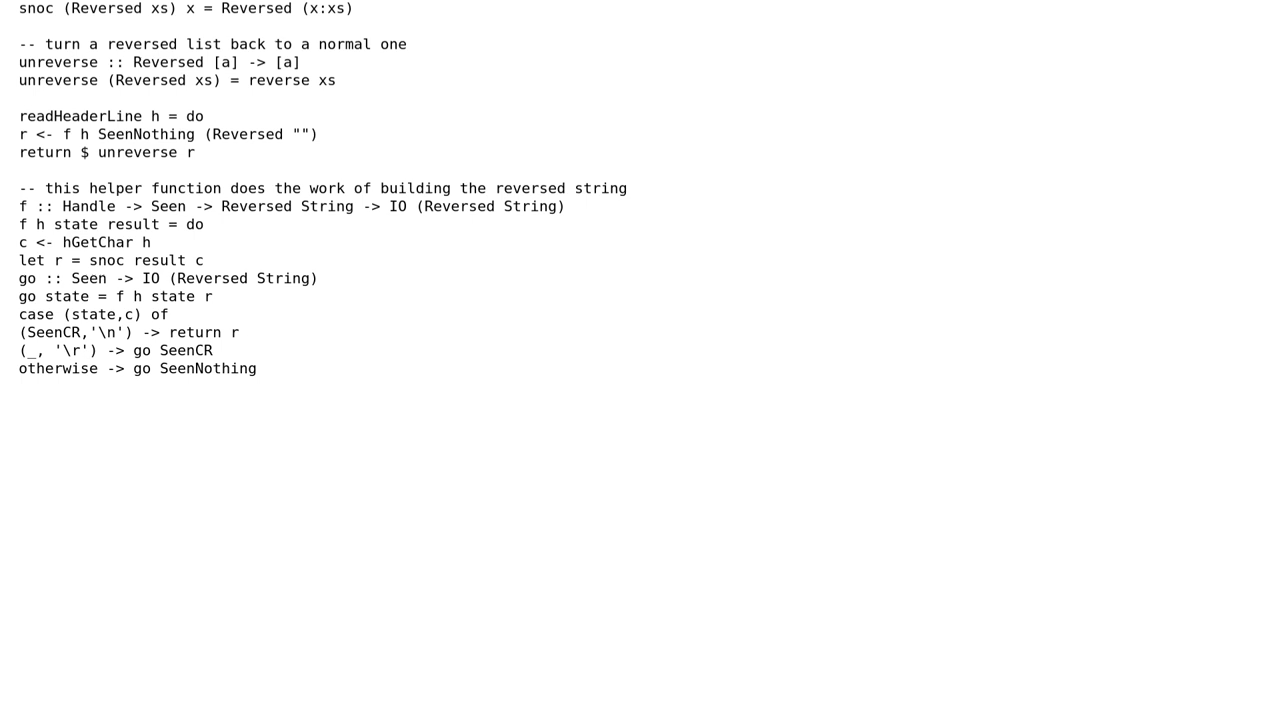 snoc (Reversed xs) x = Reversed (x:xs)

-- turn a reversed list back to a normal one
unreverse :: Reversed [a] -> [a]
unreverse (Reversed xs) = reverse xs

readHeaderLine h = do
r <- f h SeenNothing (Reversed "")
return $ unreverse r

-- this helper function does the work of building the reversed string
f :: Handle -> Seen -> Reversed String -> IO (Reversed String)
f h state result = do
c <- hGetChar h
let r = snoc result c
go :: Seen -> IO (Reversed String)
go state = f h state r
case (state,c) of
(SeenCR,'\n') -> return r
(_, '\r') -> go SeenCR
otherwise -> go SeenNothing